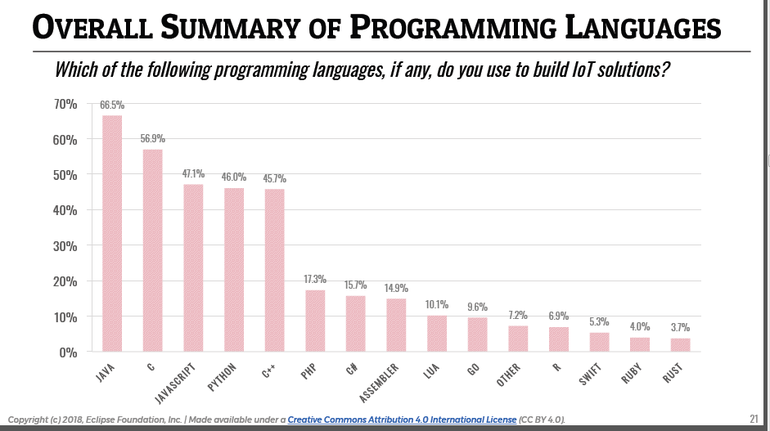 Overall Summary of Programming Languages
Which of the following programming languages, if any, do you use to build IoT solutions?
70%
60%
50%
40%
30%
20%
10%
0%
66.5%
56.9%
47.1%
46.0%
45.7%
17.3%
15.7%
14.9%
10.1%
9.6%
7.2%
6.9%
5.3%
4.0%
3.7%
JAVA
C
JAVASCRIPT
PYTHON
C++
PHP
C#
ASSEMBLER
LUA
GO
OTHER
R
SWIFT
RUBY
RUST
Copyright (c) 2018, Eclipse Foundation, Inc. | Made available under a Creative Commons Attribution 4.0 International License (CC BY 4.0).
21